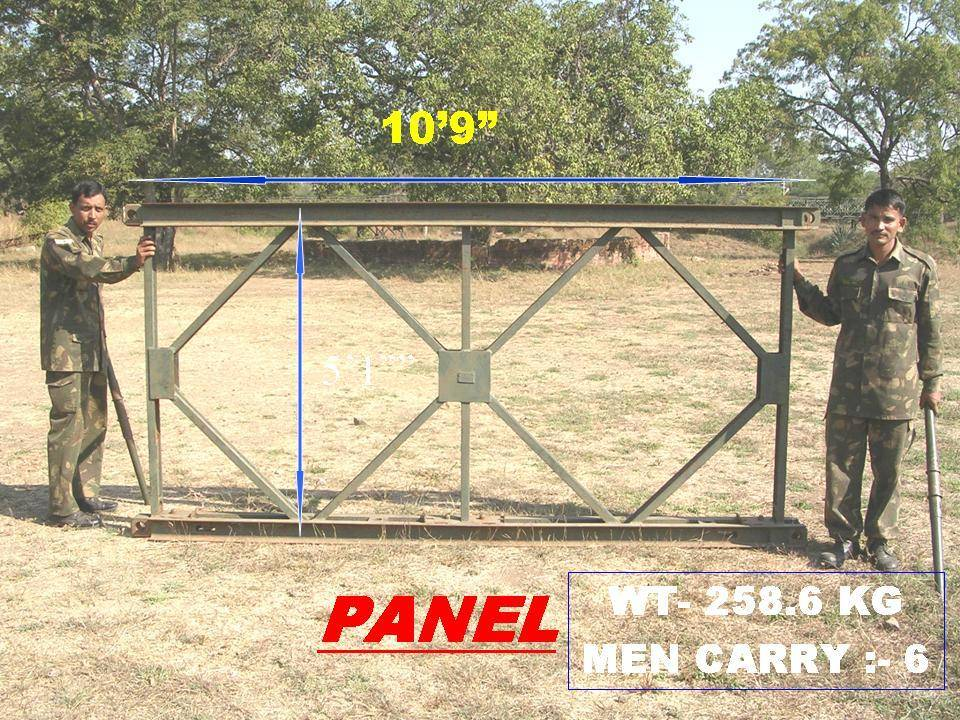 10’9”
5’1””
PANEL
WT- 258.6 KG
MEN CARRY :- 6